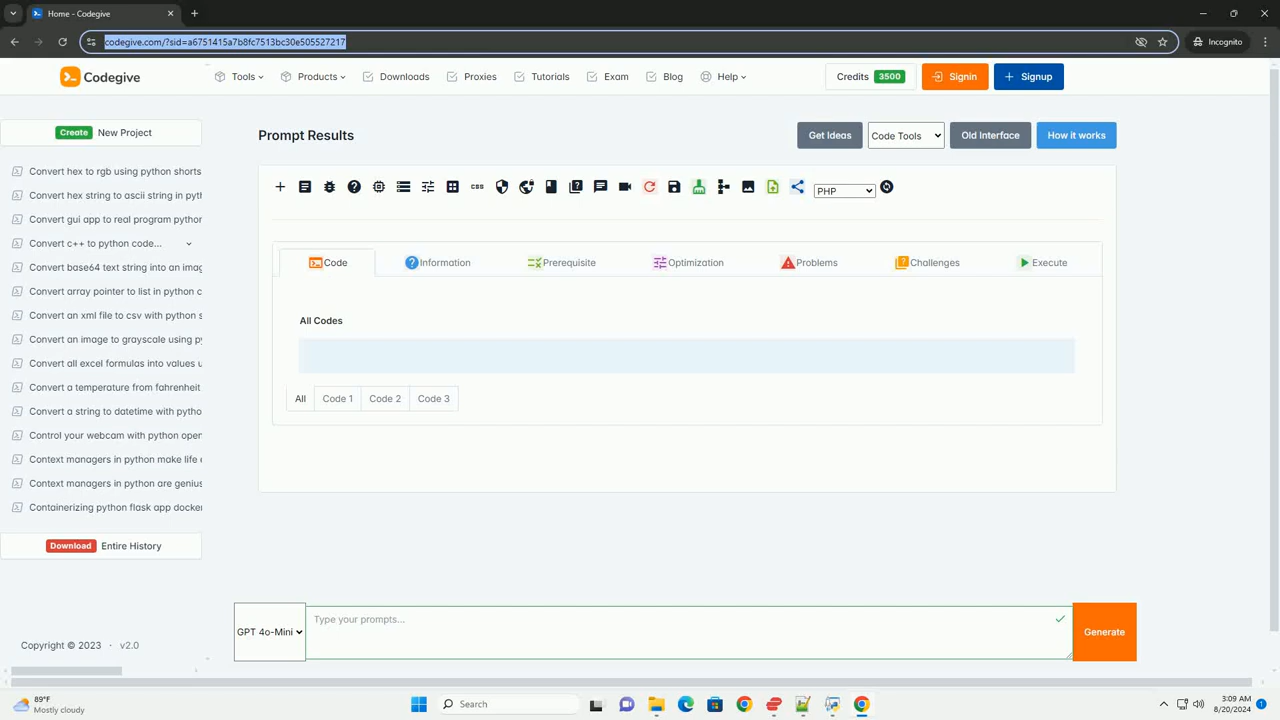 Home - Codegive
codegive.com/?sid=a6751415a7b8fc7513bc30e505527217
Incognito
Codegive
Tools
Products
Downloads
Proxies
Tutorials
Exam
Blog
Help
Credits 3500
Signin
Signup
Create New Project
Convert hex to rgb using python shorts
Convert hex string to ascii string in pyth
Convert gui app to real program python
Convert c++ to python code...
Convert base64 text string into an imag
Convert array pointer to list in python c
Convert an xml file to csv with python s
Convert an image to grayscale using py
Convert all excel formulas into values u
Convert a temperature from fahrenheit
Convert a string to datetime with pytho
Control your webcam with python open
Context managers in python make life e
Context managers in python are genius
Containerizing python flask app docker
Download Entire History
Copyright © 2023 · v2.0
Prompt Results
Get Ideas
Code Tools
Old Interface
How it works
CSS
PHP
Code
Information
Prerequisite
Optimization
Problems
Challenges
Execute
All Codes
All
Code 1
Code 2
Code 3
GPT 4o-Mini
Type your prompts...
Generate
89°F
Mostly cloudy
Search
3:09 AM
8/20/2024